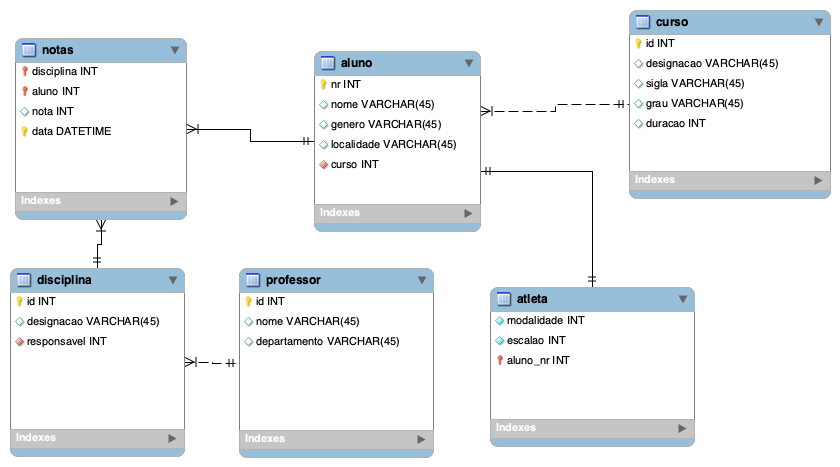 notas
disciplina INT
aluno INT
nota INT
data DATETIME
Indexes
aluno
nr INT
nome VARCHAR(45)
genero VARCHAR(45)
localidade VARCHAR(45)
curso INT
Indexes
curso
id INT
designacao VARCHAR(45)
sigla VARCHAR(45)
grau VARCHAR(45)
duracao INT
Indexes
disciplina
id INT
designacao VARCHAR(45)
responsavel INT
Indexes
professor
id INT
nome VARCHAR(45)
departamento VARCHAR(45)
Indexes
atleta
modalidade INT
escalao INT
aluno_nr INT
Indexes